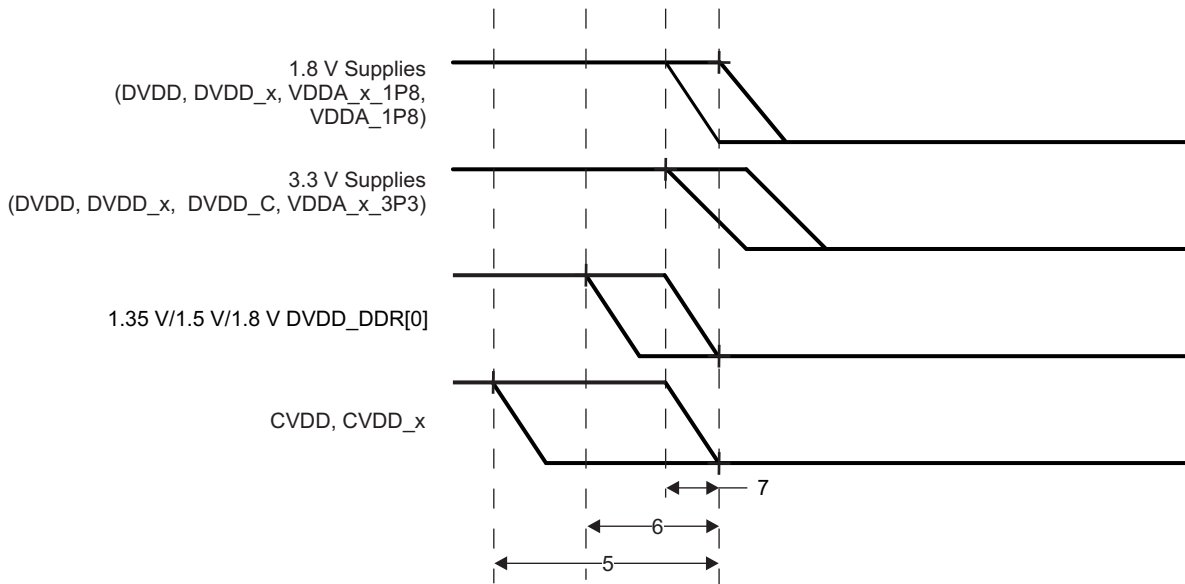 1.8 V Supplies
(DVDD, DVDD_x, VDDA_x_1P8,
VDDA_1P8)
3.3 V Supplies
(DVDD, DVDD_x, DVDD_C, VDDA_x_3P3)
1.35 V/1.5 V/1.8 V DVDD_DDR[0]
CVDD, CVDD_x
7
6
5